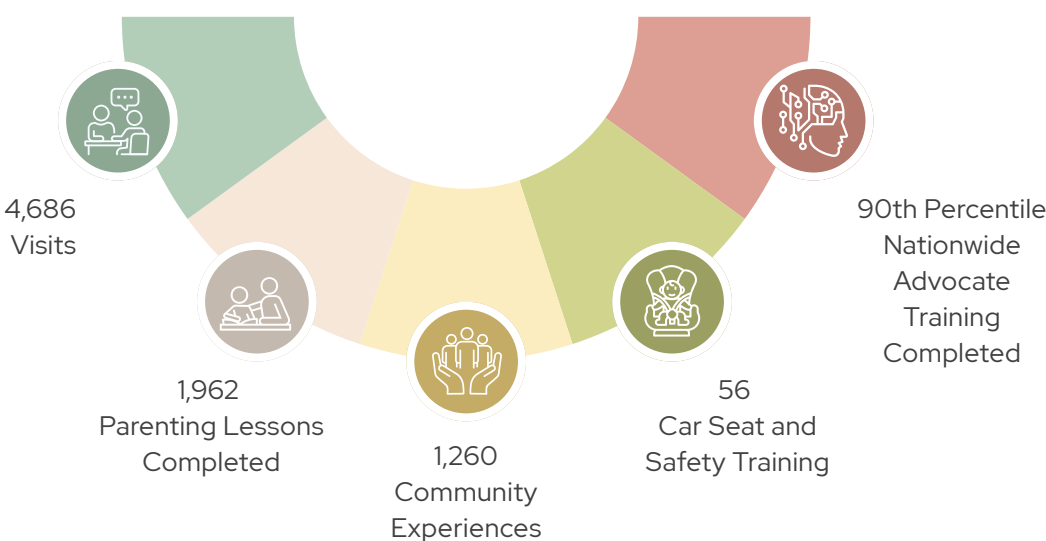 4,686
Visits
1,962
Parenting Lessons
Completed
1,260
Community
Experiences
56
Car Seat and
Safety Training
90th Percentile
Nationwide
Advocate
Training
Completed